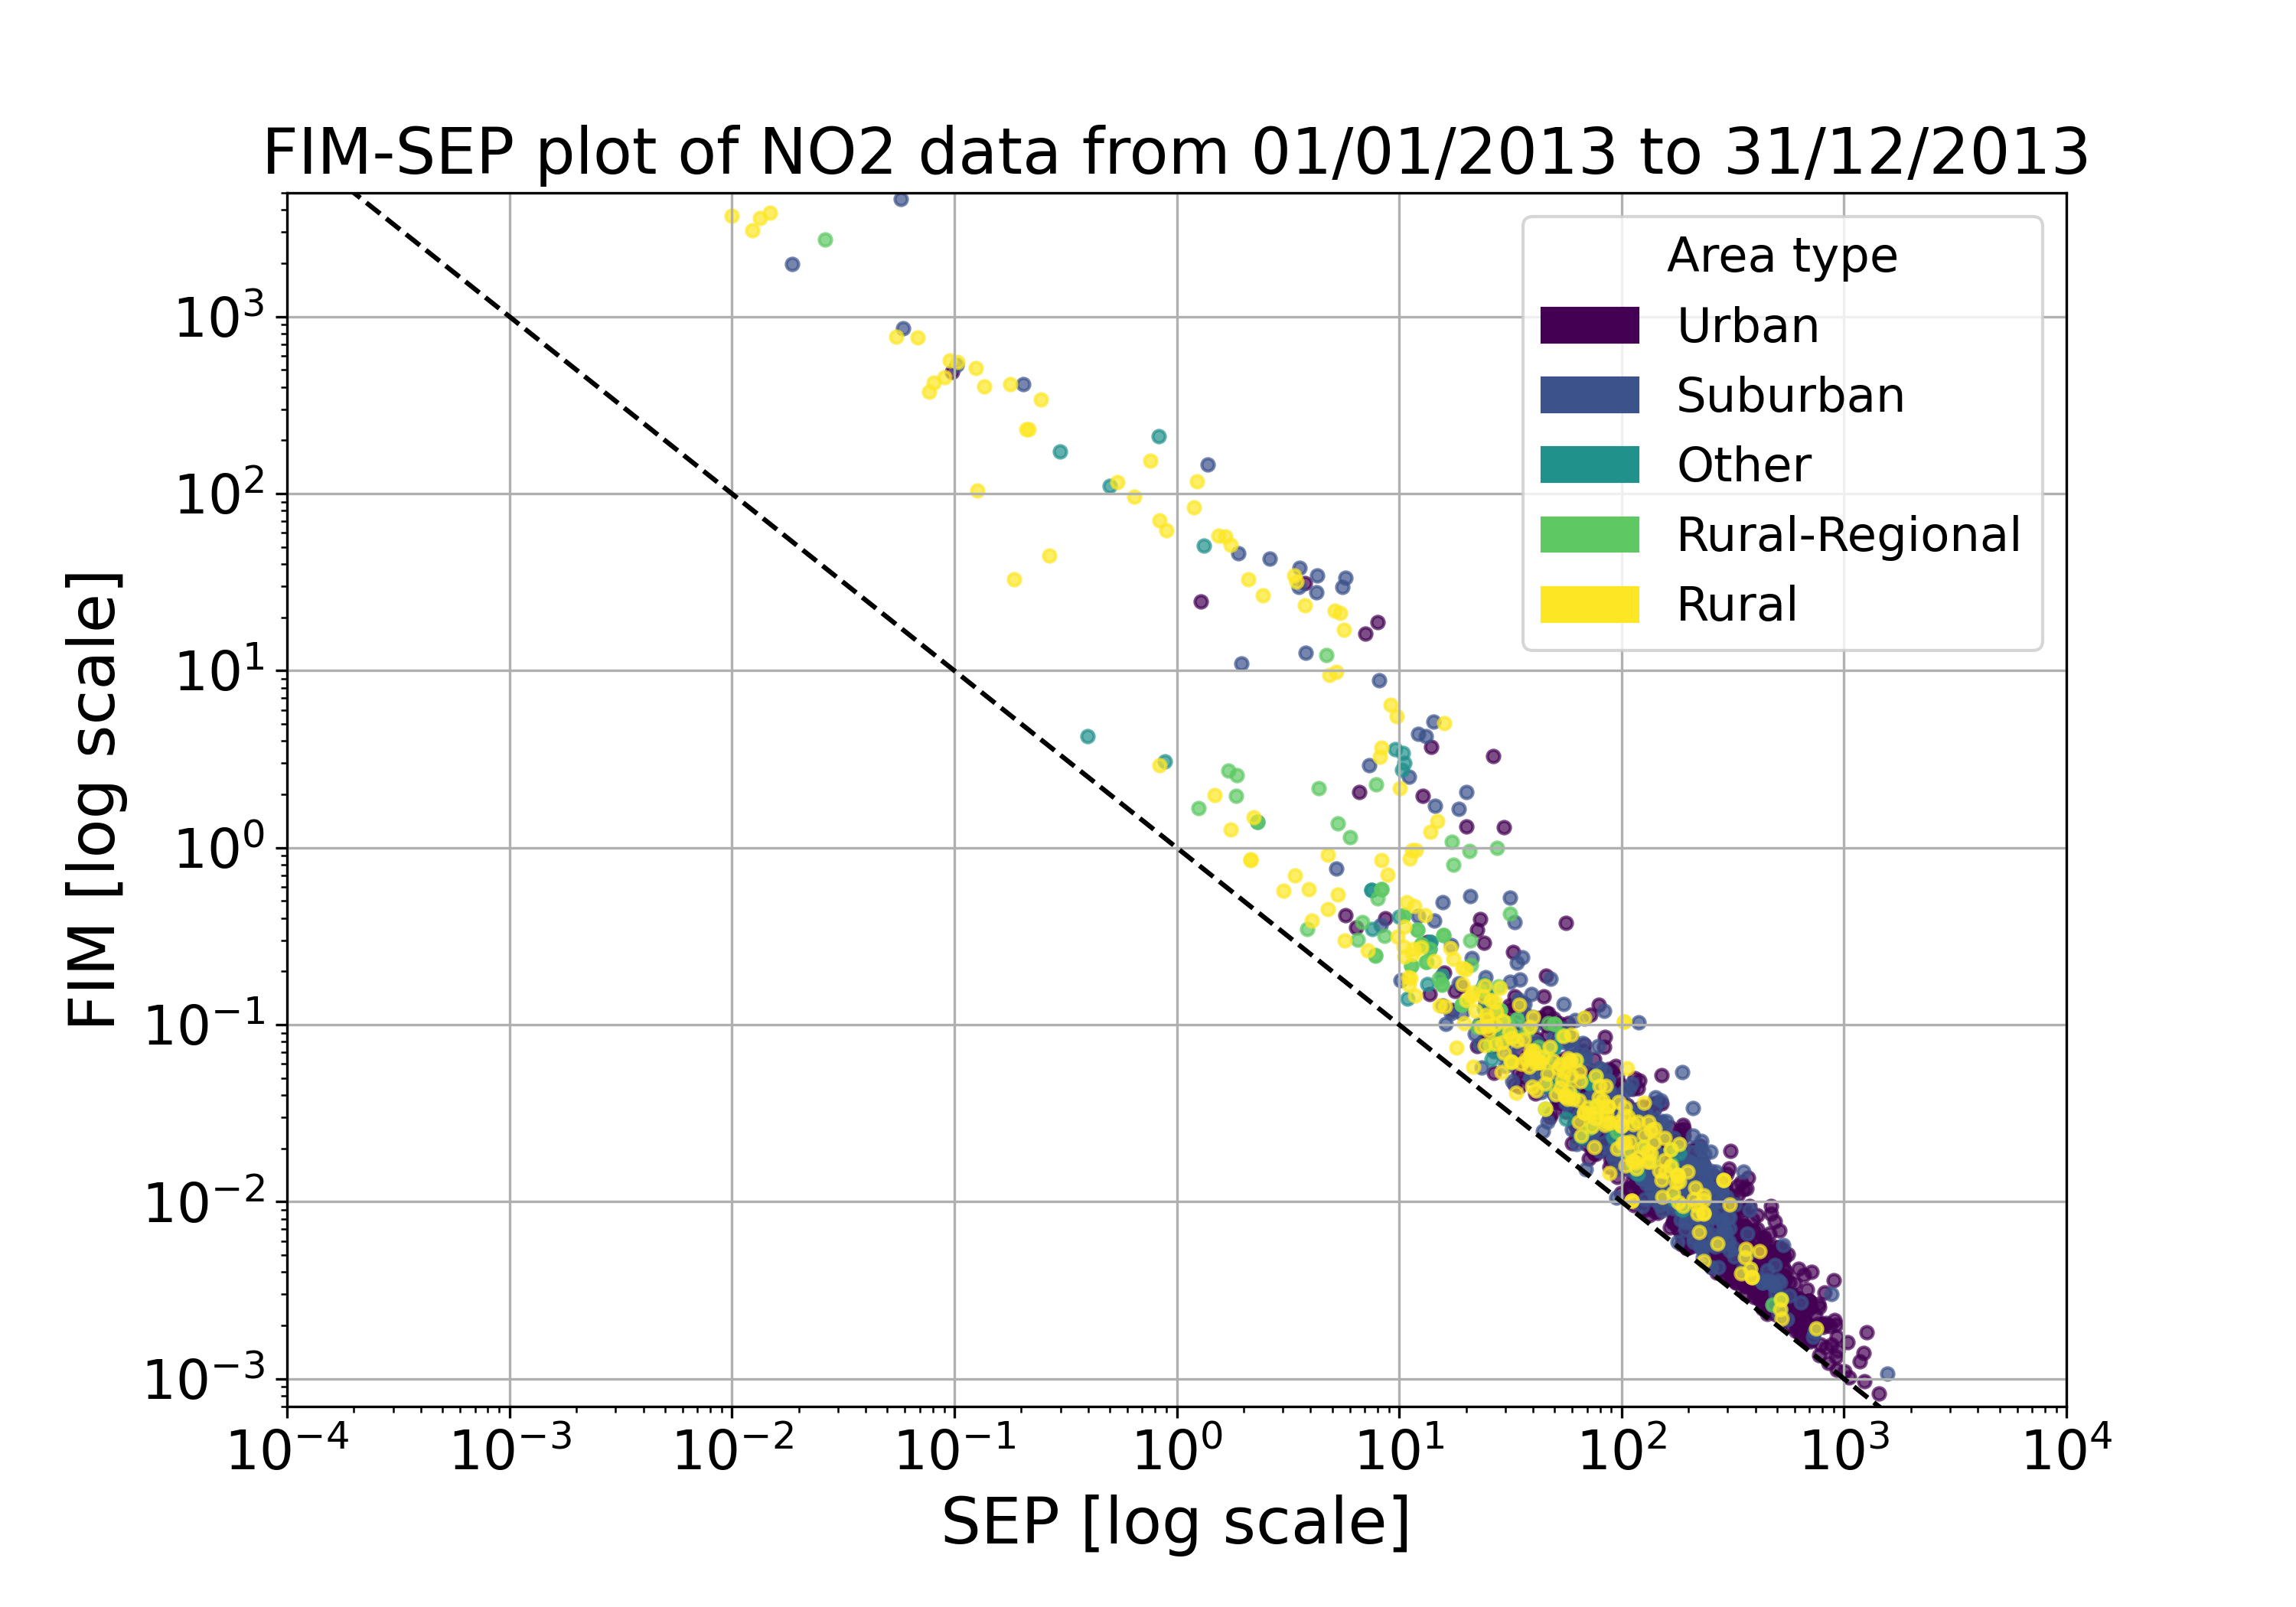 FIM-SEP plot of NO2 data from 01/01/2013 to 31/12/2013
Area type
Urban
Suburban
Other
Rural-Regional
Rural
FIM [log scale]
10³
10²
10¹
10⁰
10⁻¹
10⁻²
10⁻³
10⁻⁴ 10⁻³ 10⁻² 10⁻¹ 10⁰ 10¹ 10² 10³ 10⁴
SEP [log scale]